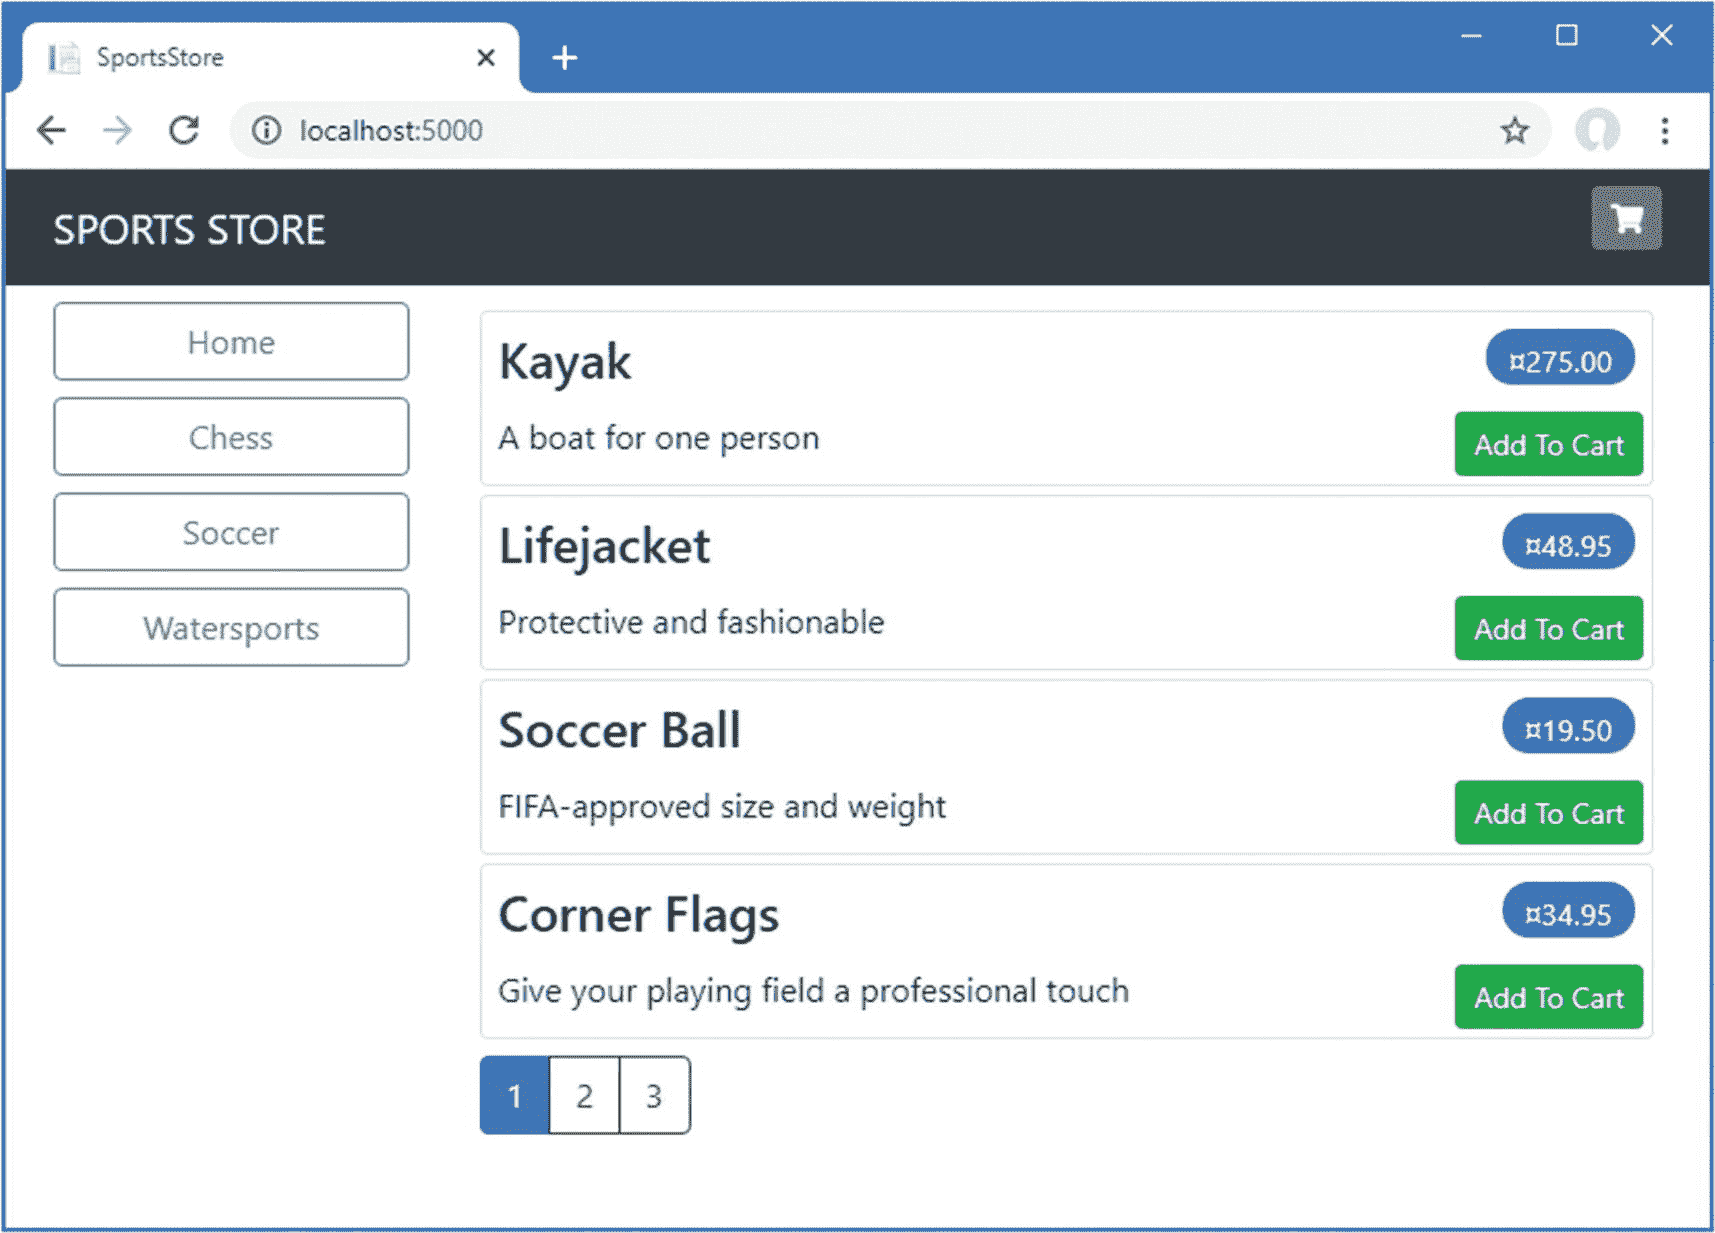 SportsStore
localhost:5000
SPORTS STORE
Home
Chess
Soccer
Watersports
Kayak
¤275.00
A boat for one person
Add To Cart
Lifejacket
¤48.95
Protective and fashionable
Add To Cart
Soccer Ball
¤19.50
FIFA-approved size and weight
Add To Cart
Corner Flags
¤34.95
Give your playing field a professional touch
Add To Cart
1 2 3